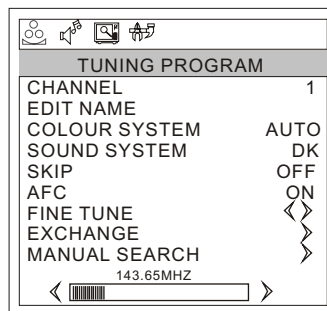 TUNING PROGRAM
CHANNEL 1
EDIT NAME
COLOUR SYSTEM AUTO
SOUND SYSTEM DK
SKIP OFF
AFC ON
FINE TUNE
EXCHANGE
MANUAL SEARCH
143.65MHZ